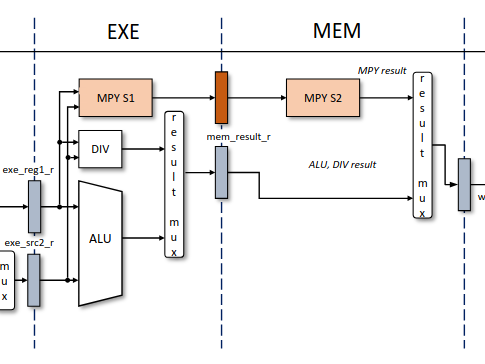 EXE
MEM
MPY result
MPY S1
MPY S2
result mux
result mux
mem_result_r
DIV
ALU, DIV result
exe_reg1_r
exe_src2_r
ALU
mux
w